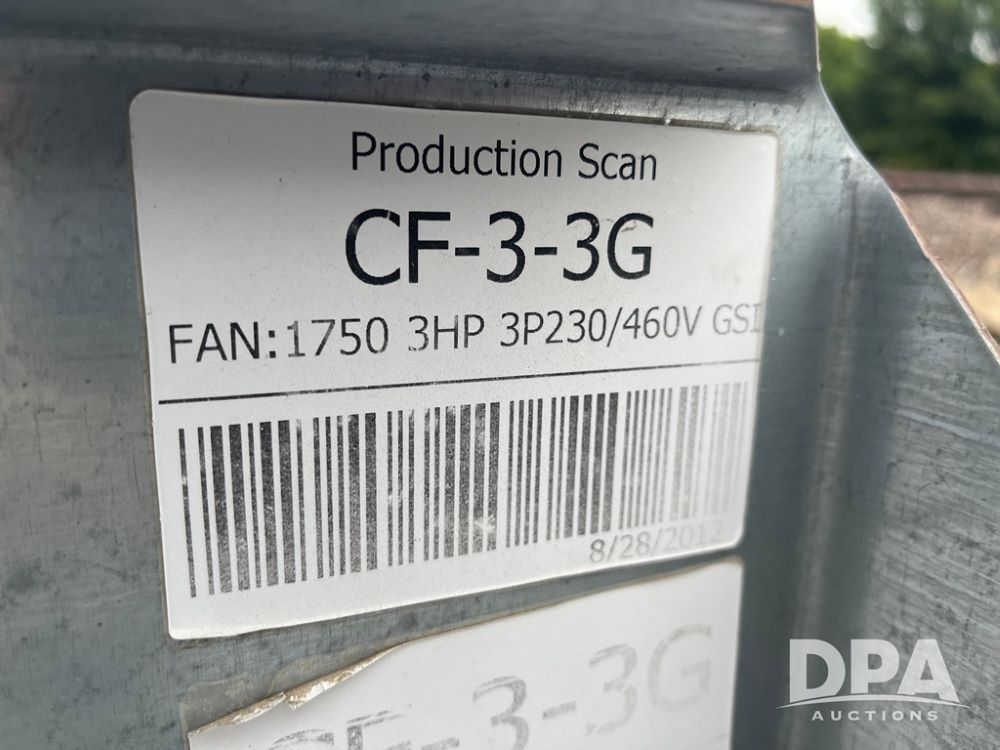 Production Scan
CF-3-3G
FAN:1750 3HP 3P230/460V GSI
8/28/2012
CF-3-3G
DPA
AUCTIONS